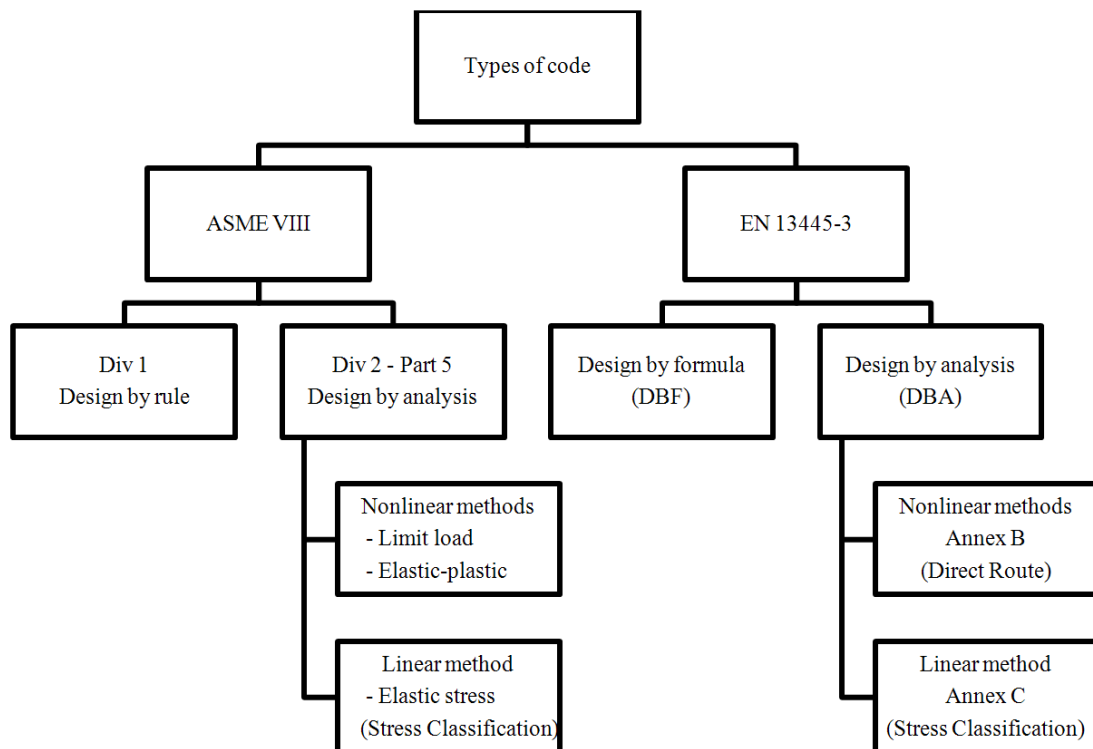 Types of code
ASME VIII
EN 13445-3
Div 1
Design by rule
Div 2 - Part 5
Design by analysis
Design by formula
(DBF)
Design by analysis
(DBA)
Nonlinear methods
- Limit load
- Elastic-plastic
Nonlinear methods
Annex B
(Direct Route)
Linear method
- Elastic stress
(Stress Classification)
Linear method
Annex C
(Stress Classification)